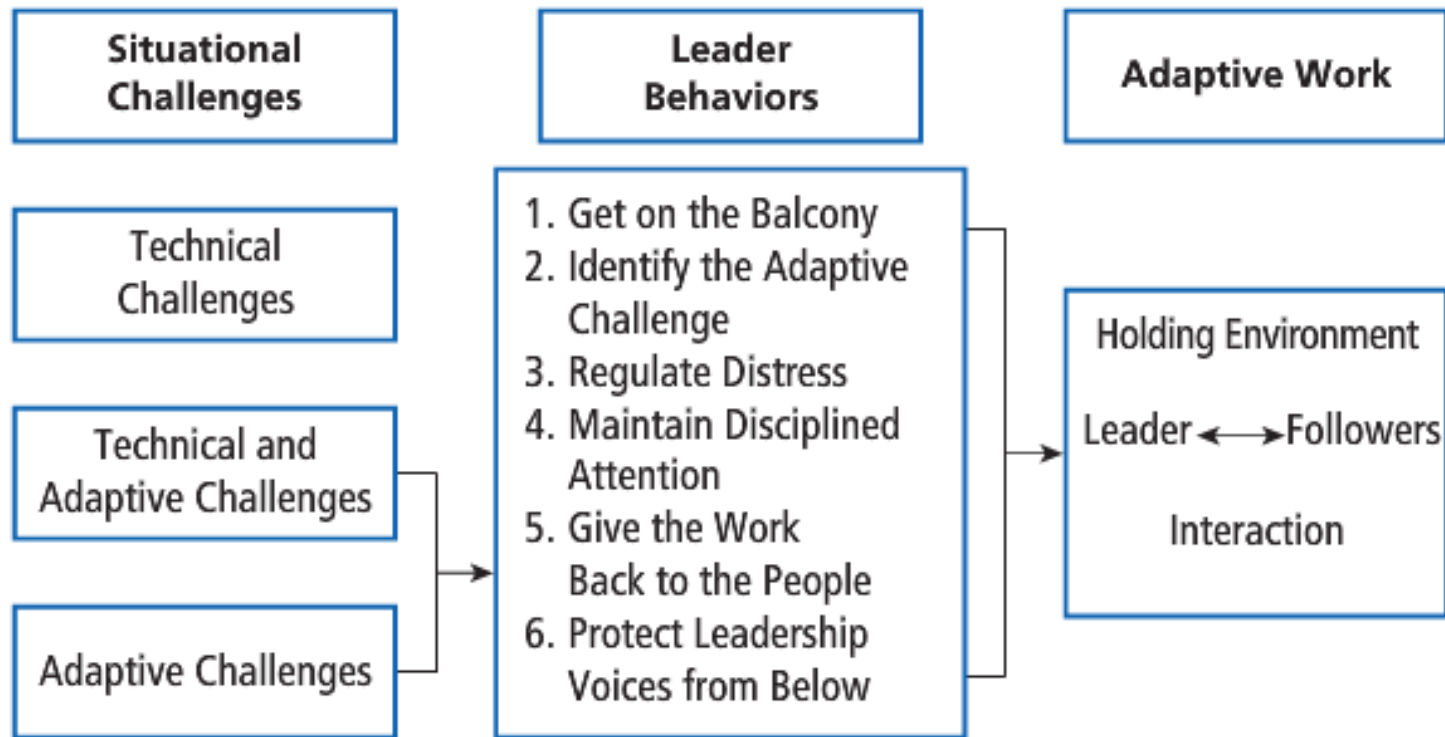 Situational
Challenges
Leader
Behaviors
Adaptive Work
Technical
Challenges
Technical and
Adaptive Challenges
Adaptive Challenges
1. Get on the Balcony
2. Identify the Adaptive
Challenge
3. Regulate Distress
4. Maintain Disciplined
Attention
5. Give the Work
Back to the People
6. Protect Leadership
Voices from Below
Holding Environment
Leader Followers
Interaction